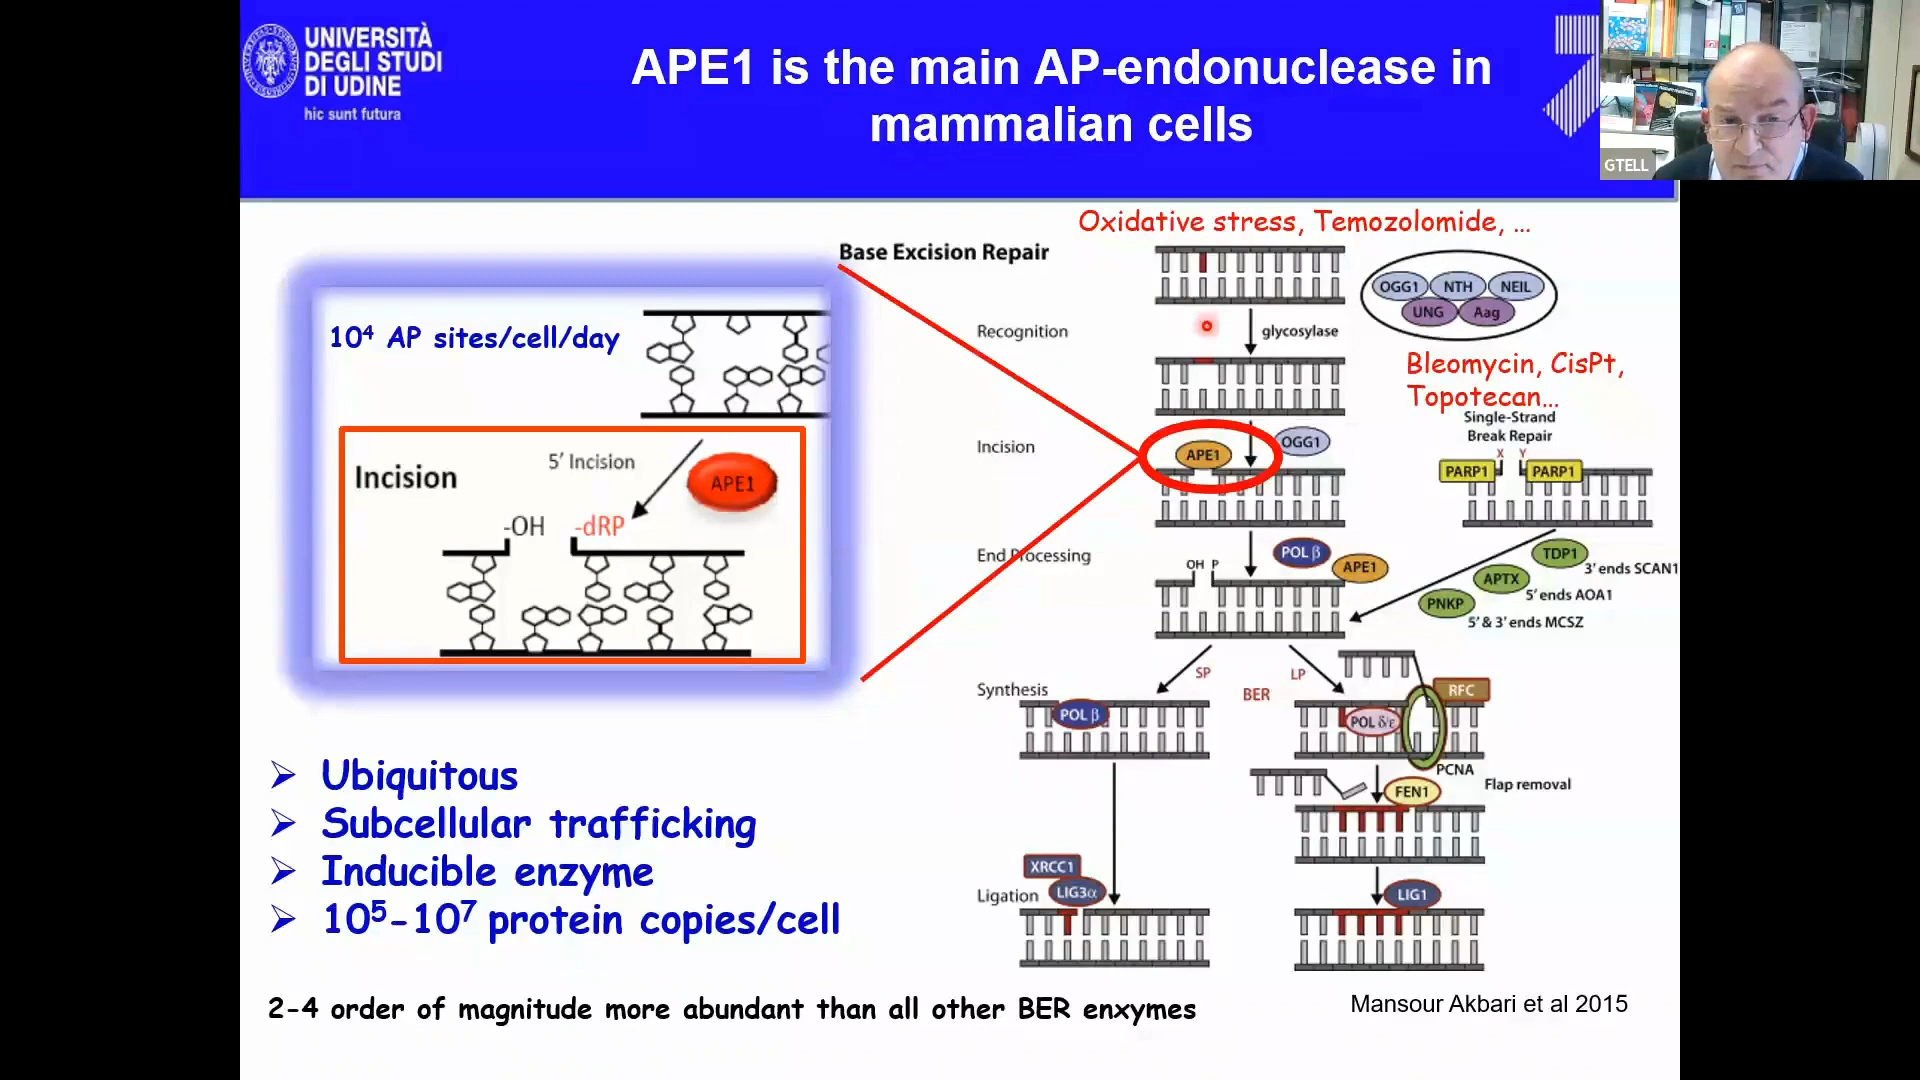 UNIVERSITÀ
DEGLI STUDI
DI UDINE
hic sunt futura
APE1 is the main AP-endonuclease in
mammalian cells
GTELL
Oxidative stress, Temozolomide, ...
Base Excision Repair
10⁴ AP sites/cell/day
Incision
5' Incision
APE1
-OH
-dRP
Recognition
glycosylase
OGG1
NTH
NEIL
UNG
Aag
Bleomycin, CisPt,
Topotecan...
Single-Strand
Break Repair
X Y
PARP1
PARP1
Incision
APE1
OGG1
End Processing
OH P
POL β
APE1
TDP1
3' ends SCAN1
APTX
5' ends AOA1
PNKP
5' & 3' ends MCSZ
SP
BER
LP
Synthesis
POL β
POL δ/ε
RFC
PCNA
Flap removal
FEN1
XRCC1
LIG3α
Ligation
LIG1
➢ Ubiquitous
➢ Subcellular trafficking
➢ Inducible enzyme
➢ 10⁵-10⁷ protein copies/cell
2-4 order of magnitude more abundant than all other BER enxymes
Mansour Akbari et al 2015